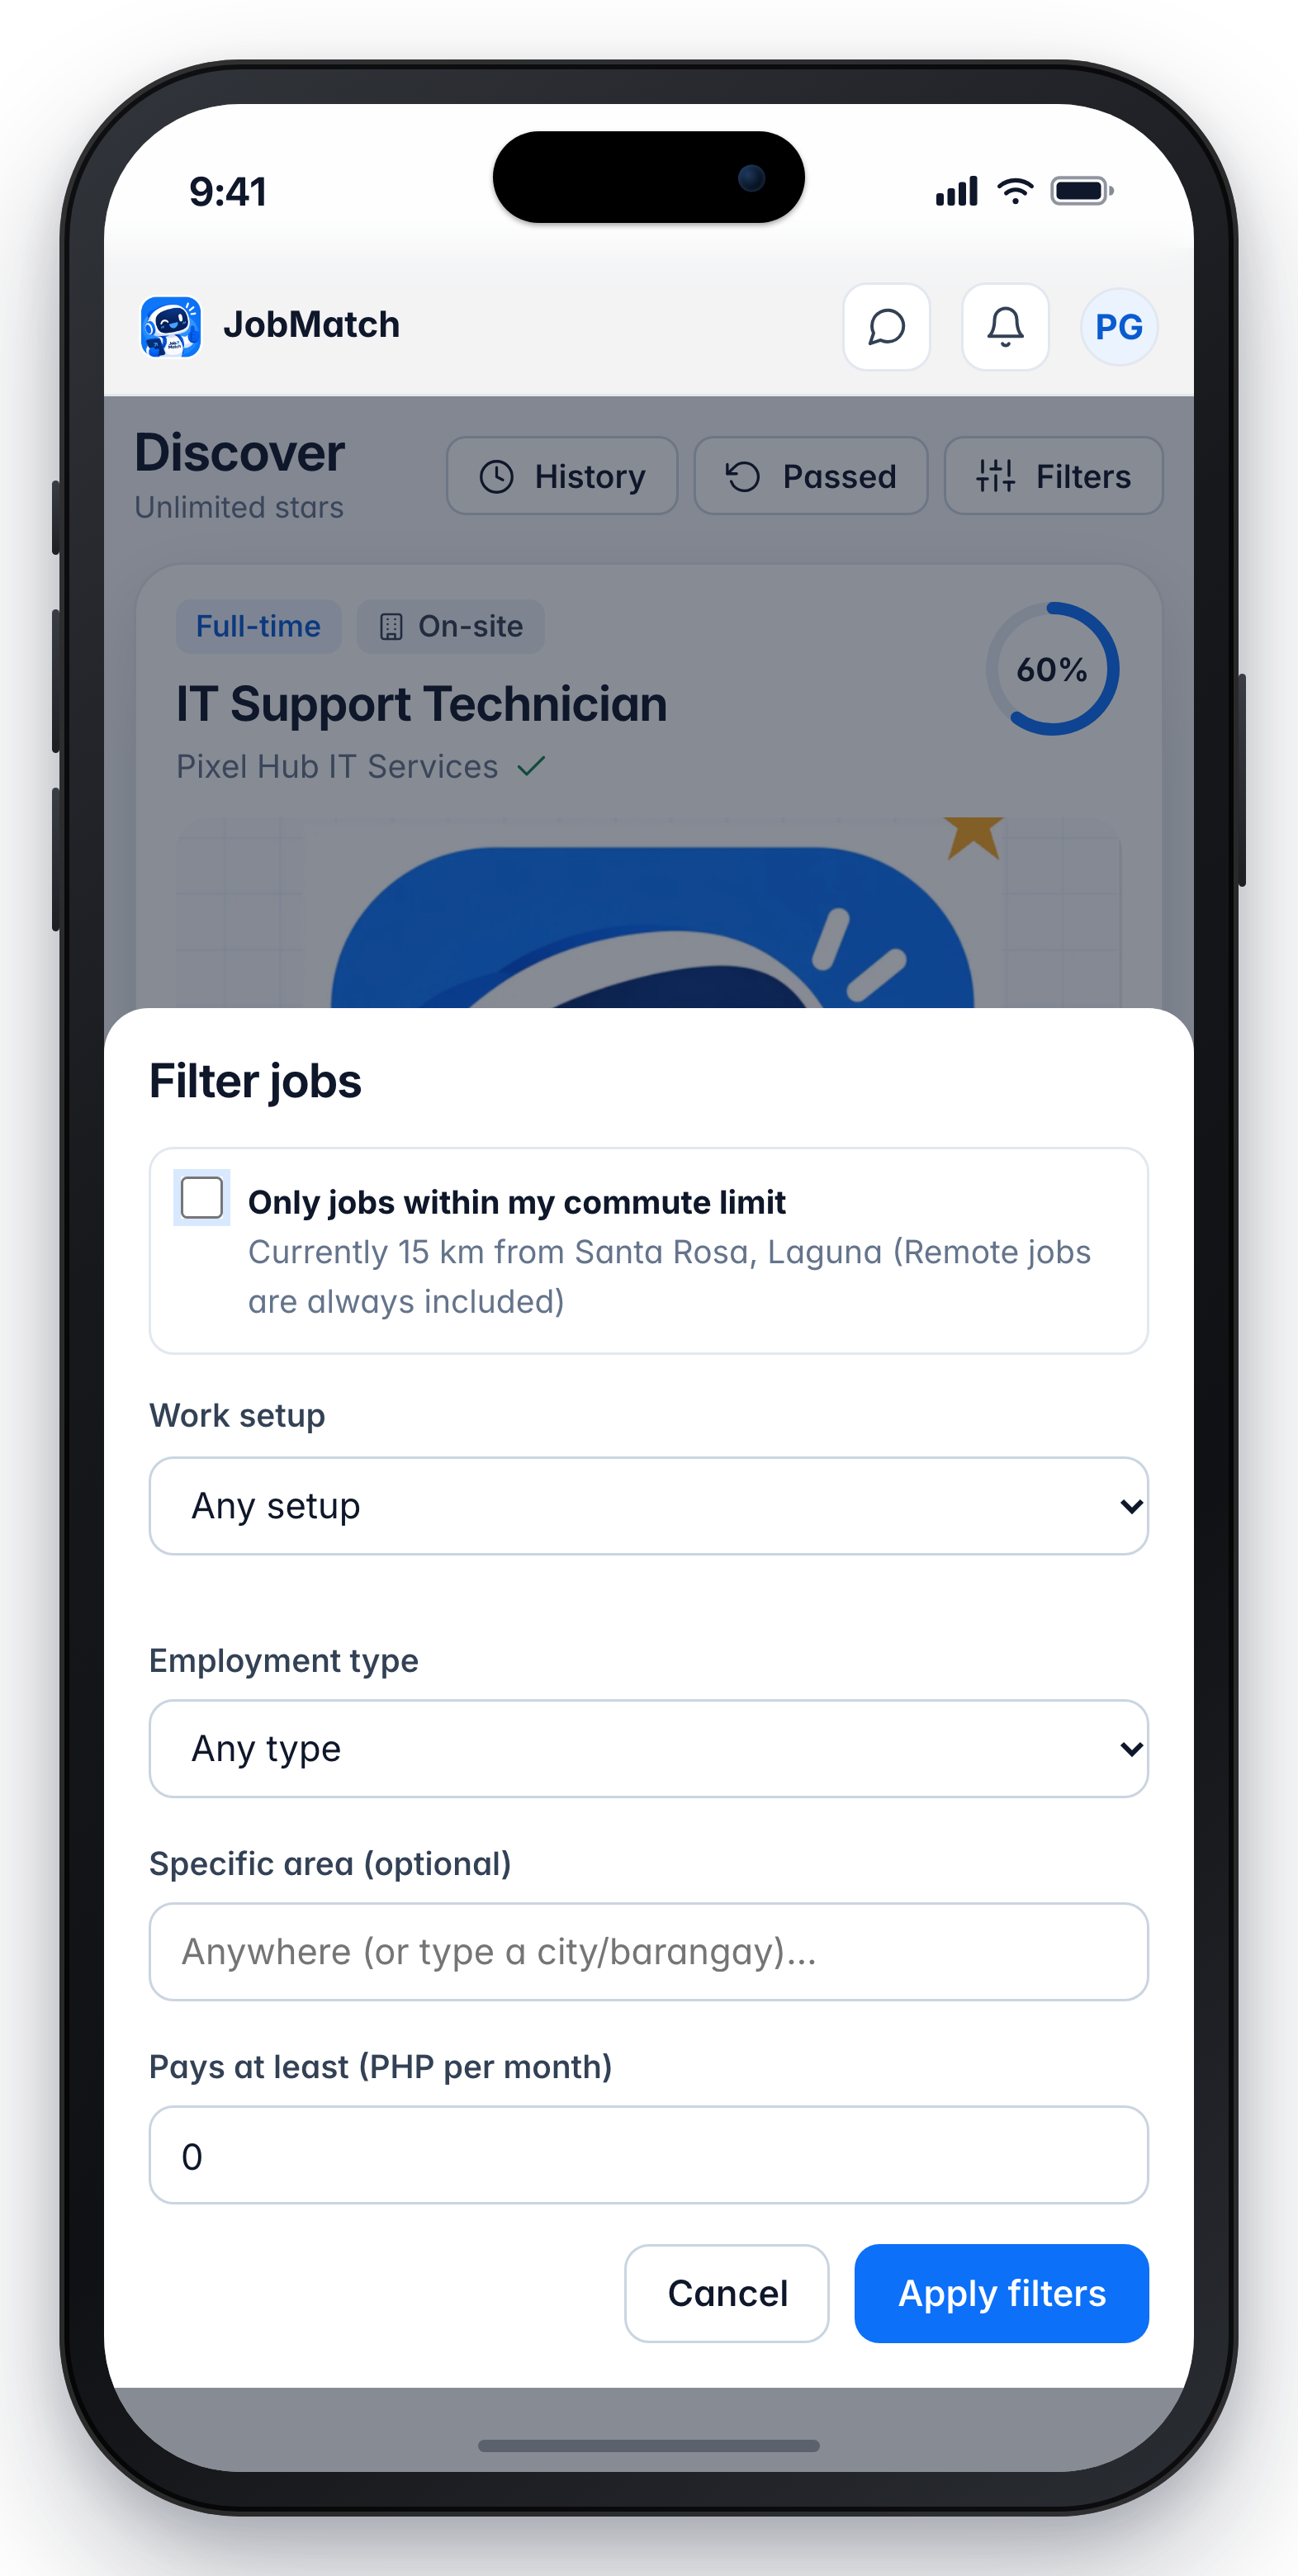 9:41
JobMatch
PG
Discover
Unlimited stars
History
Passed
Filters
Full-time
On-site
60%
IT Support Technician
Pixel Hub IT Services
Filter jobs
Only jobs within my commute limit
Currently 15 km from Santa Rosa, Laguna (Remote jobs
are always included)
Work setup
Any setup
Employment type
Any type
Specific area (optional)
Anywhere (or type a city/barangay)...
Pays at least (PHP per month)
0
Cancel
Apply filters